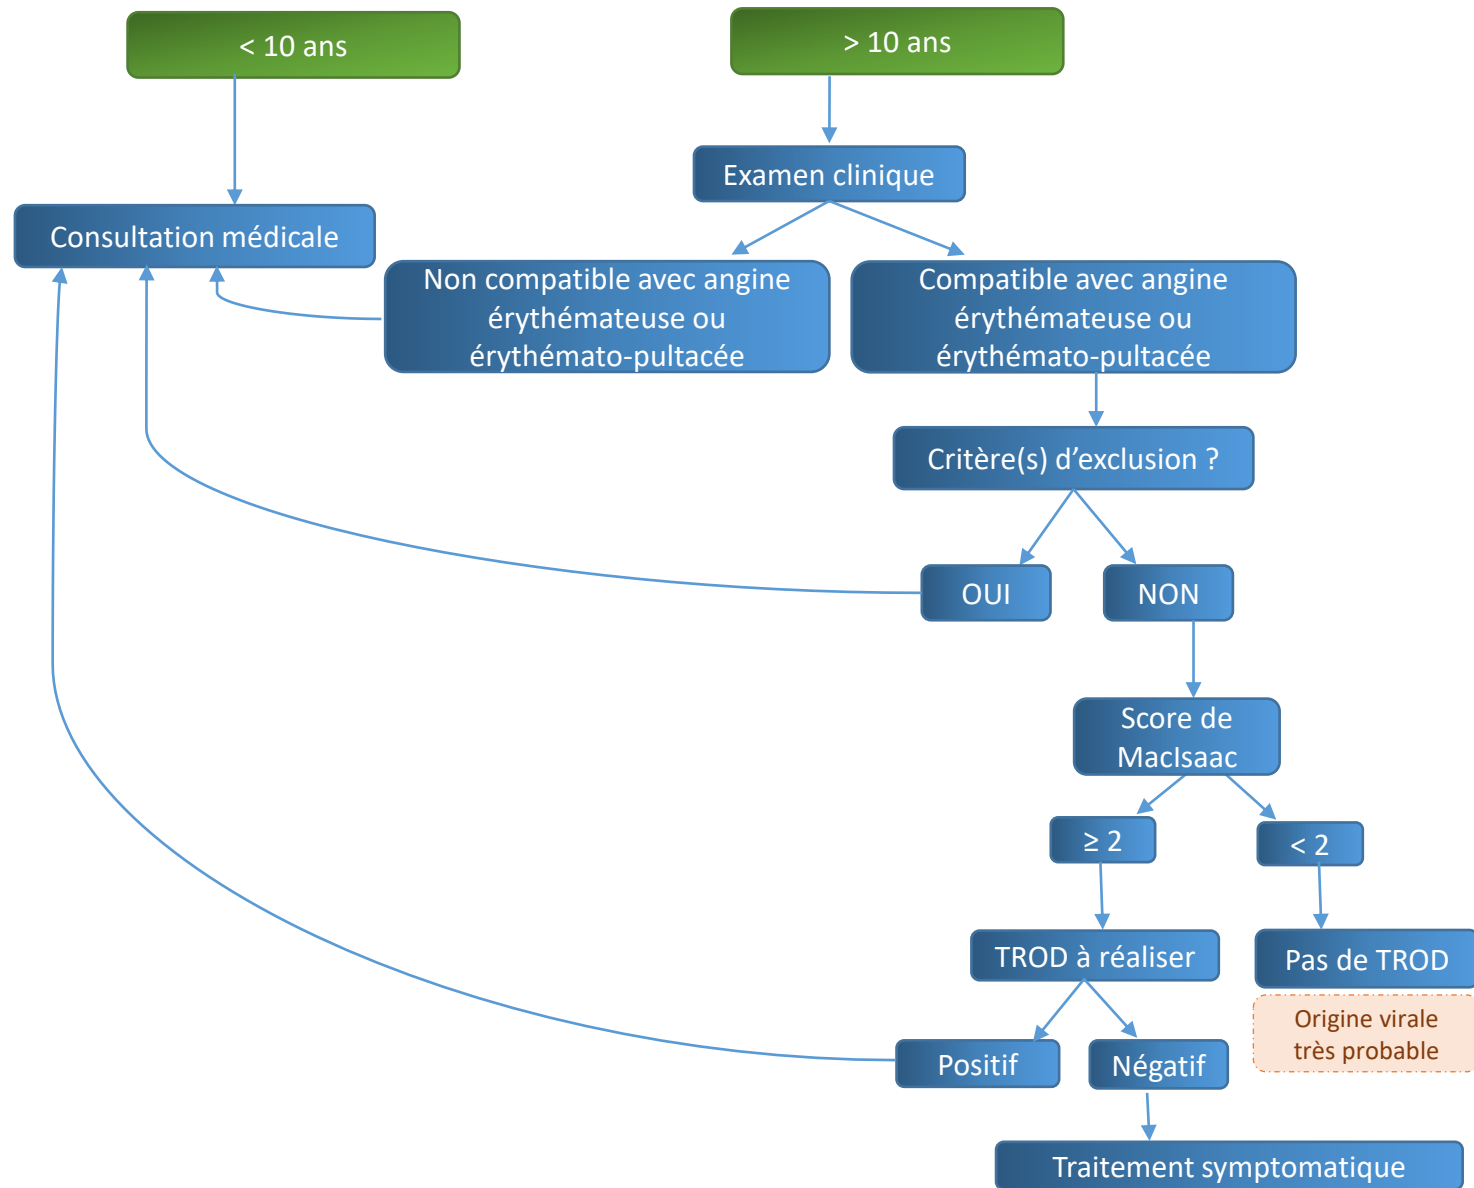 < 10 ans
> 10 ans
Examen clinique
Consultation médicale
Non compatible avec angine
érythémateuse ou
érythémato-pultacée
Compatible avec angine
érythémateuse ou
érythémato-pultacée
Critère(s) d’exclusion ?
OUI
NON
Score de
MacIsaac
≥ 2
< 2
TROD à réaliser
Pas de TROD
Origine virale
très probable
Positif
Négatif
Traitement symptomatique